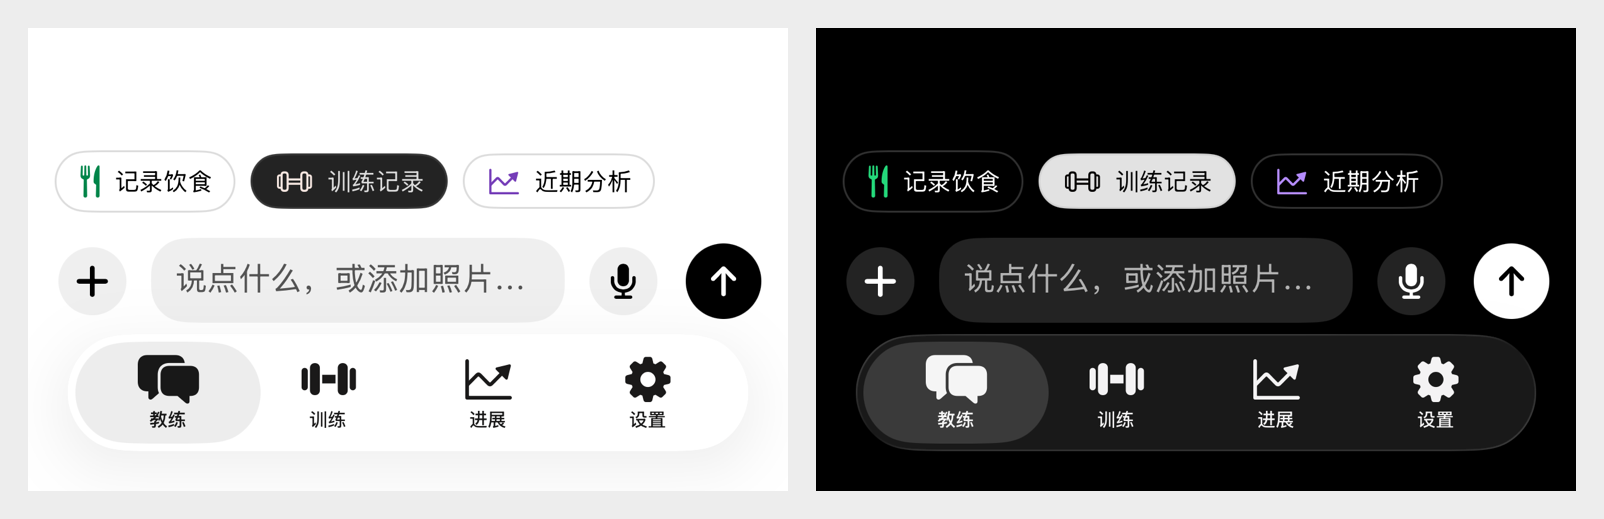 记录饮食 训练记录 近期分析
说点什么，或添加照片...
教练 训练 进展 设置
记录饮食 训练记录 近期分析
说点什么，或添加照片...
教练 训练 进展 设置